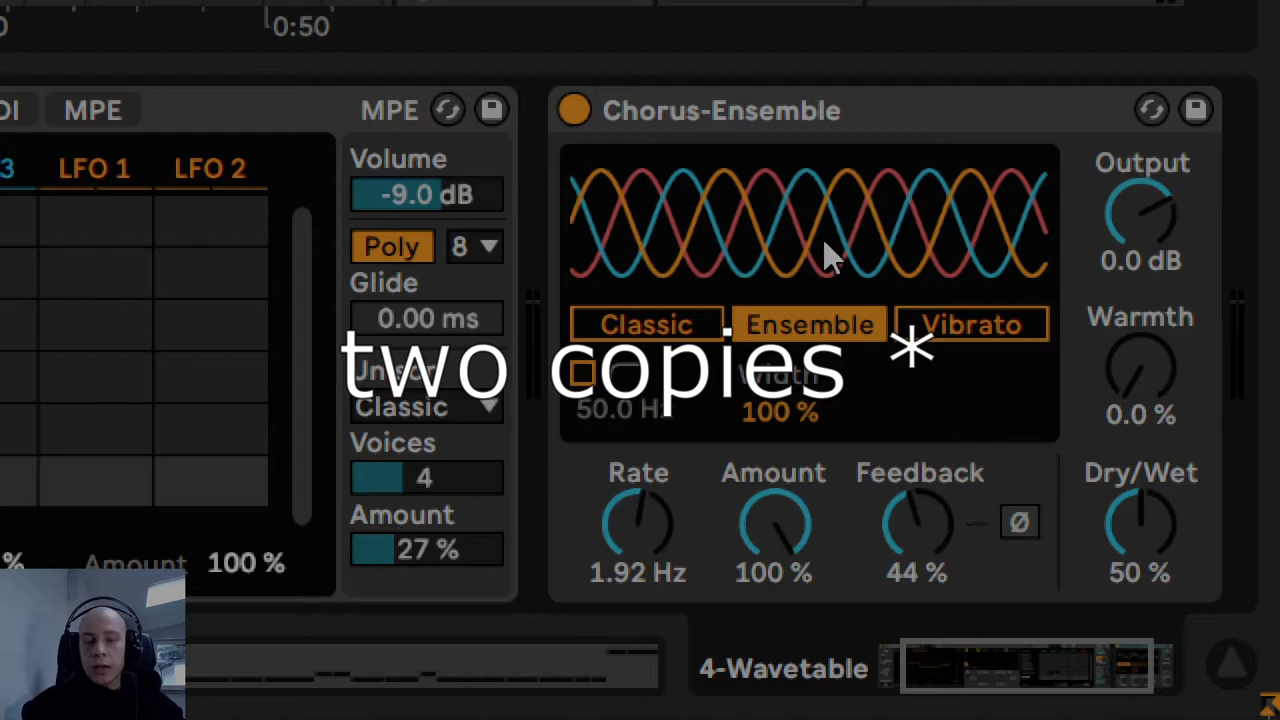 0:50
MPE
MPE
Chorus-Ensemble
3
LFO 1
LFO 2
Volume
-9.0 dB
Poly
8
Glide
0.00 ms
Classic
Voices
4
Amount
27 %
%
Amount
100 %
Classic
Ensemble
Vibrato
50.0 Hz
Width
100 %
two copies *
Output
0.0 dB
Warmth
0.0 %
Rate
Amount
Feedback
Dry/Wet
Ø
1.92 Hz
100 %
44 %
50 %
4-Wavetable